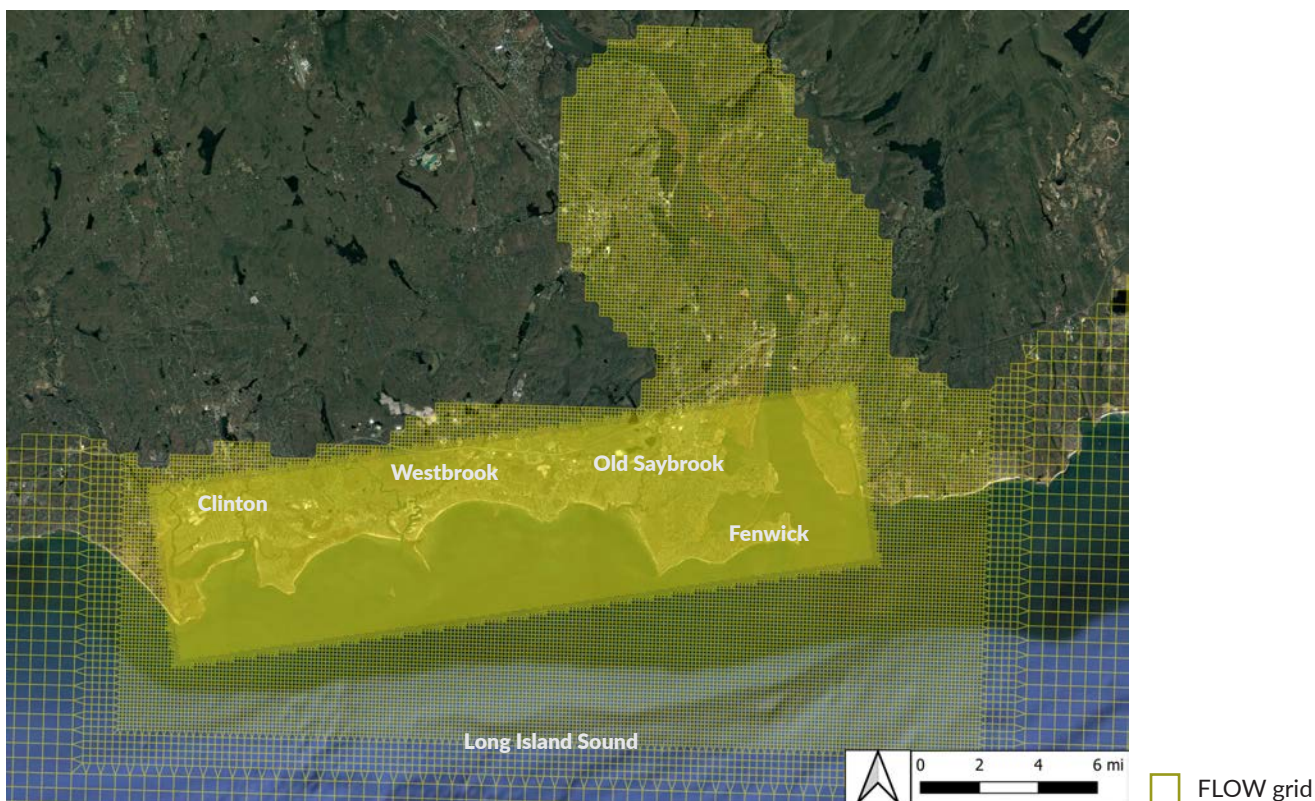 Westbrook
Old Saybrook
Clinton
Fenwick
Long Island Sound
0 2 4 6 mi
FLOW grid